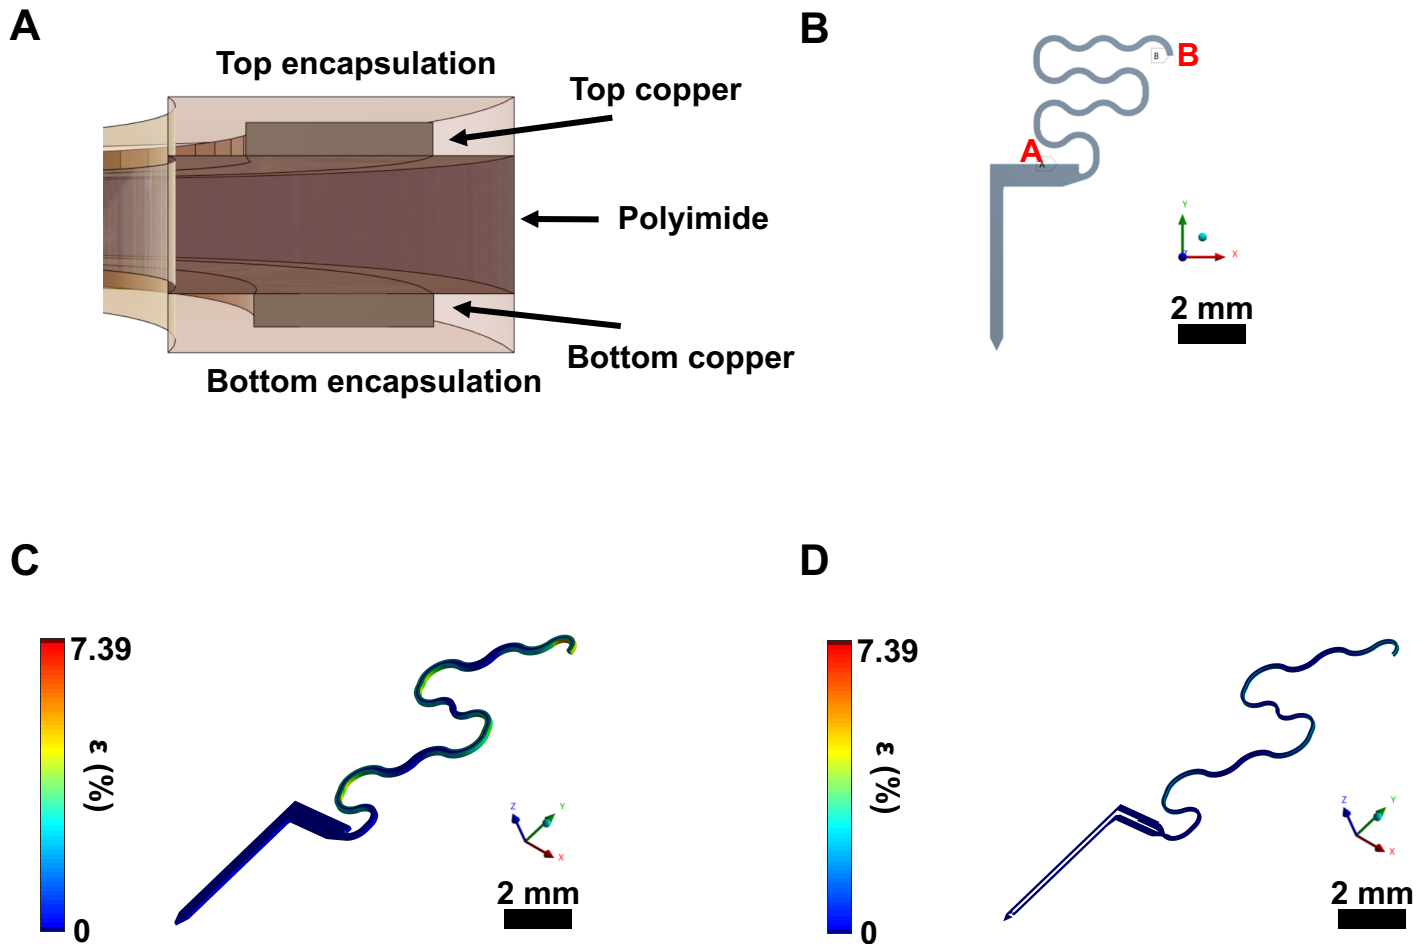 A
Top encapsulation
Top copper
Polyimide
Bottom copper
Bottom encapsulation
B
B
B
A
A
Y
Z
X
2 mm
C
7.39
ε (%)
0
Z
Y
X
2 mm
D
7.39
ε (%)
0
Z
Y
X
2 mm